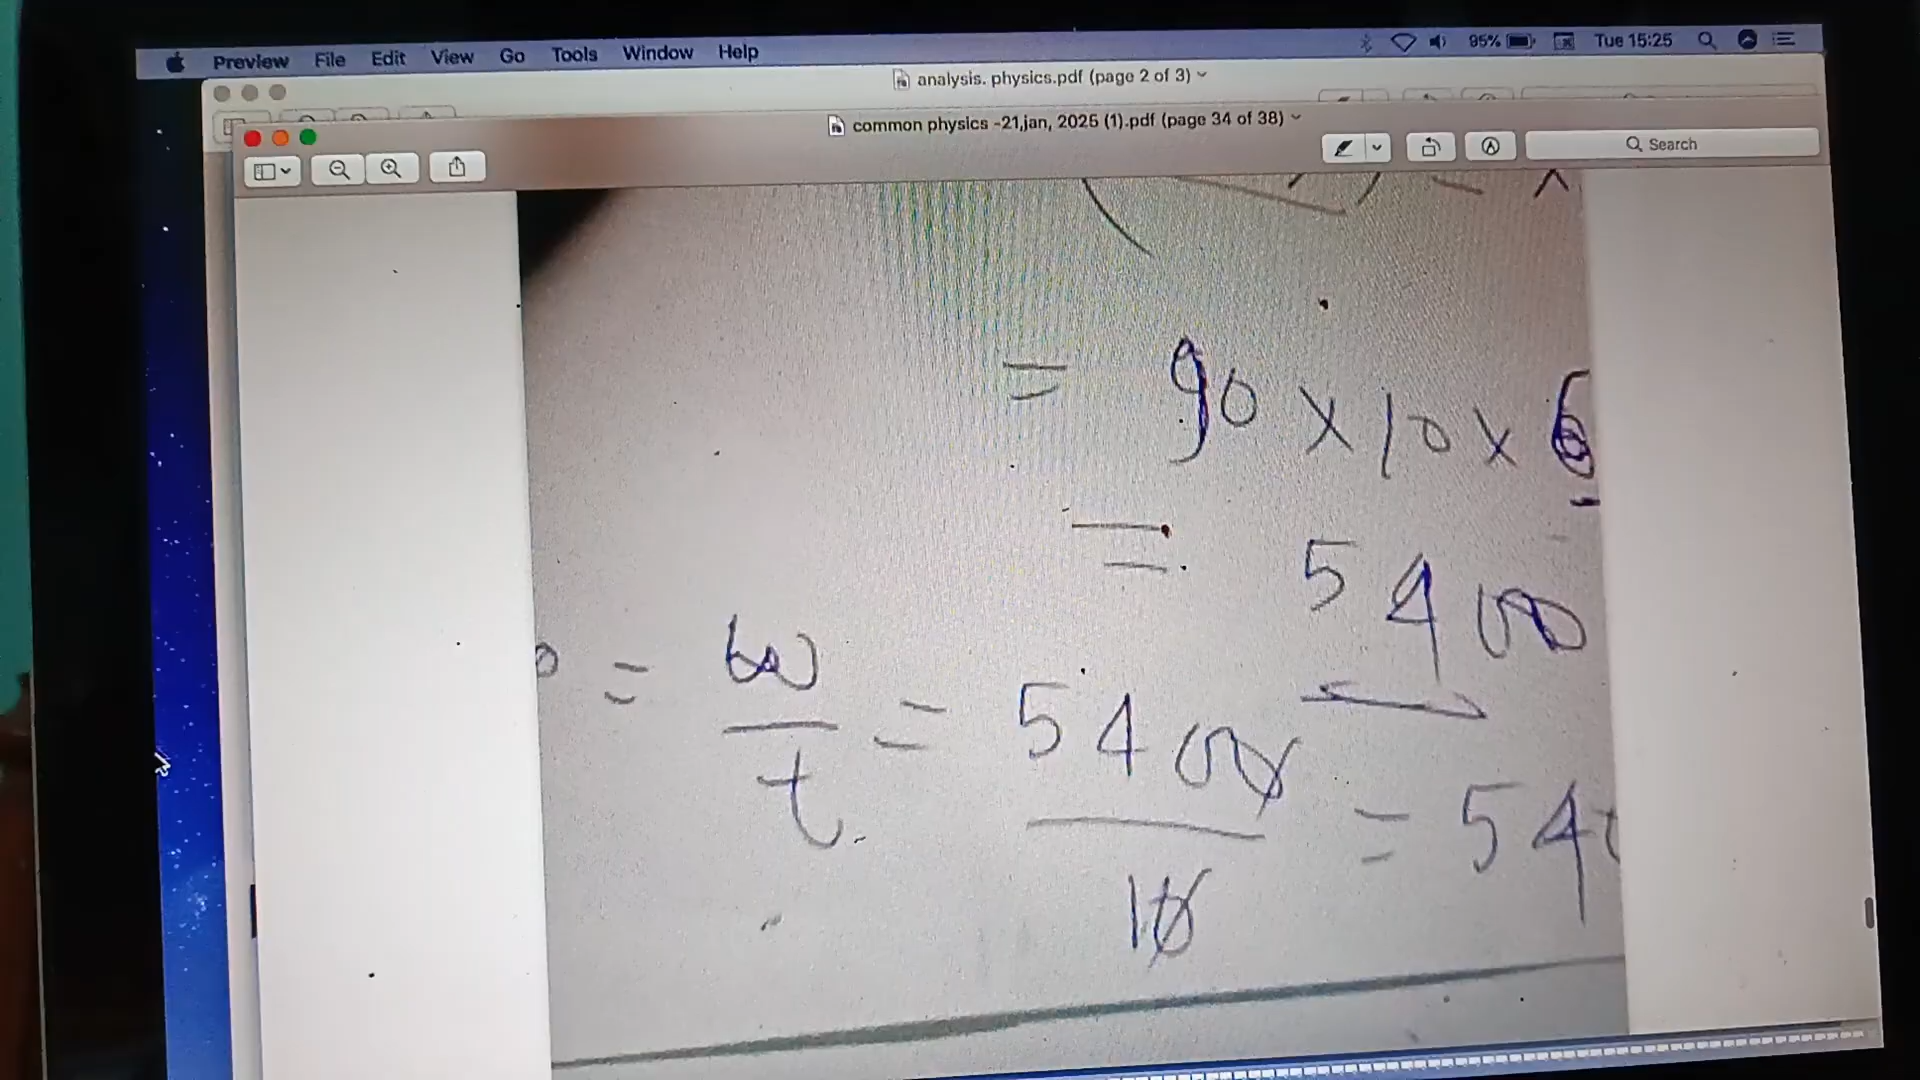 Preview File Edit View Go Tools Window Help 95% Tue 15:25
analysis. physics.pdf (page 2 of 3)
common physics -21,jan, 2025 (1).pdf (page 34 of 38)
Search
= 90 x 10 x 6
= 5400
= w/t = 5400/10 = 540